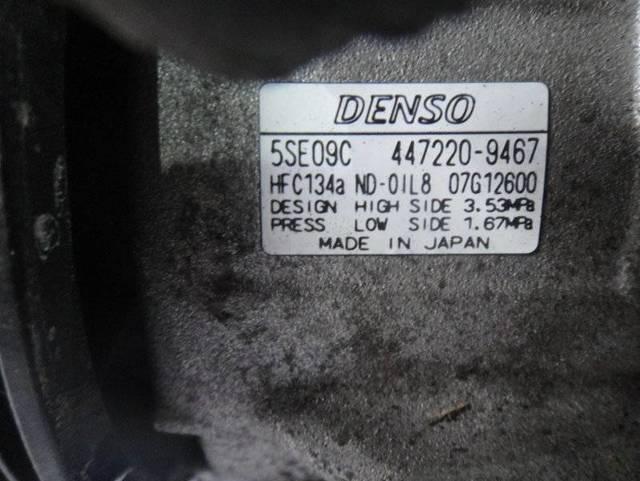 DENSO
5SE09C 447220-9467
HFC134a ND-OIL8 07G12600
DESIGN HIGH SIDE 3.53MPa
PRESS LOW SIDE 1.67MPa
MADE IN JAPAN